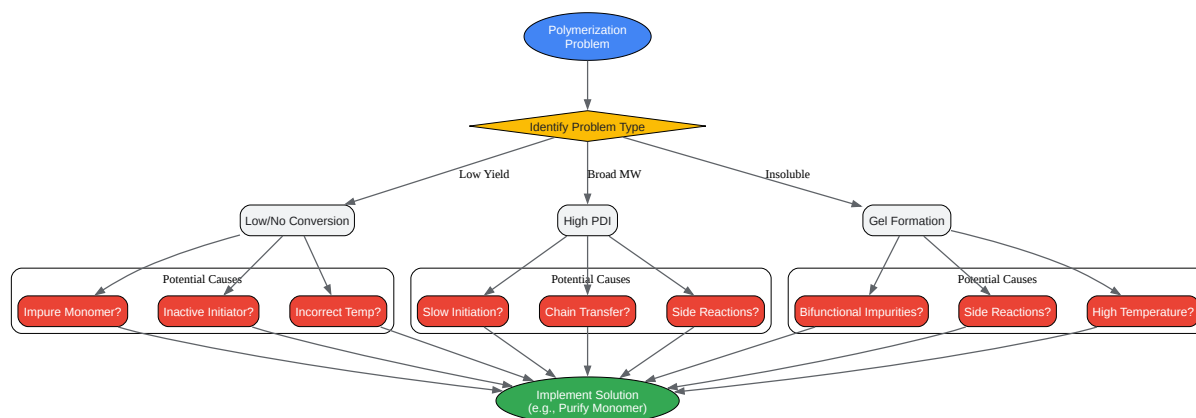 Polymerization
Problem
Identify Problem Type
Low Yield
Broad MW
Insoluble
Low/No Conversion
High PDI
Gel Formation
Potential Causes
Potential Causes
Potential Causes
Impure Monomer?
Inactive Initiator?
Incorrect Temp?
Slow Initiation?
Chain Transfer?
Side Reactions?
Bifunctional Impurities?
Side Reactions?
High Temperature?
Implement Solution
(e.g., Purify Monomer)